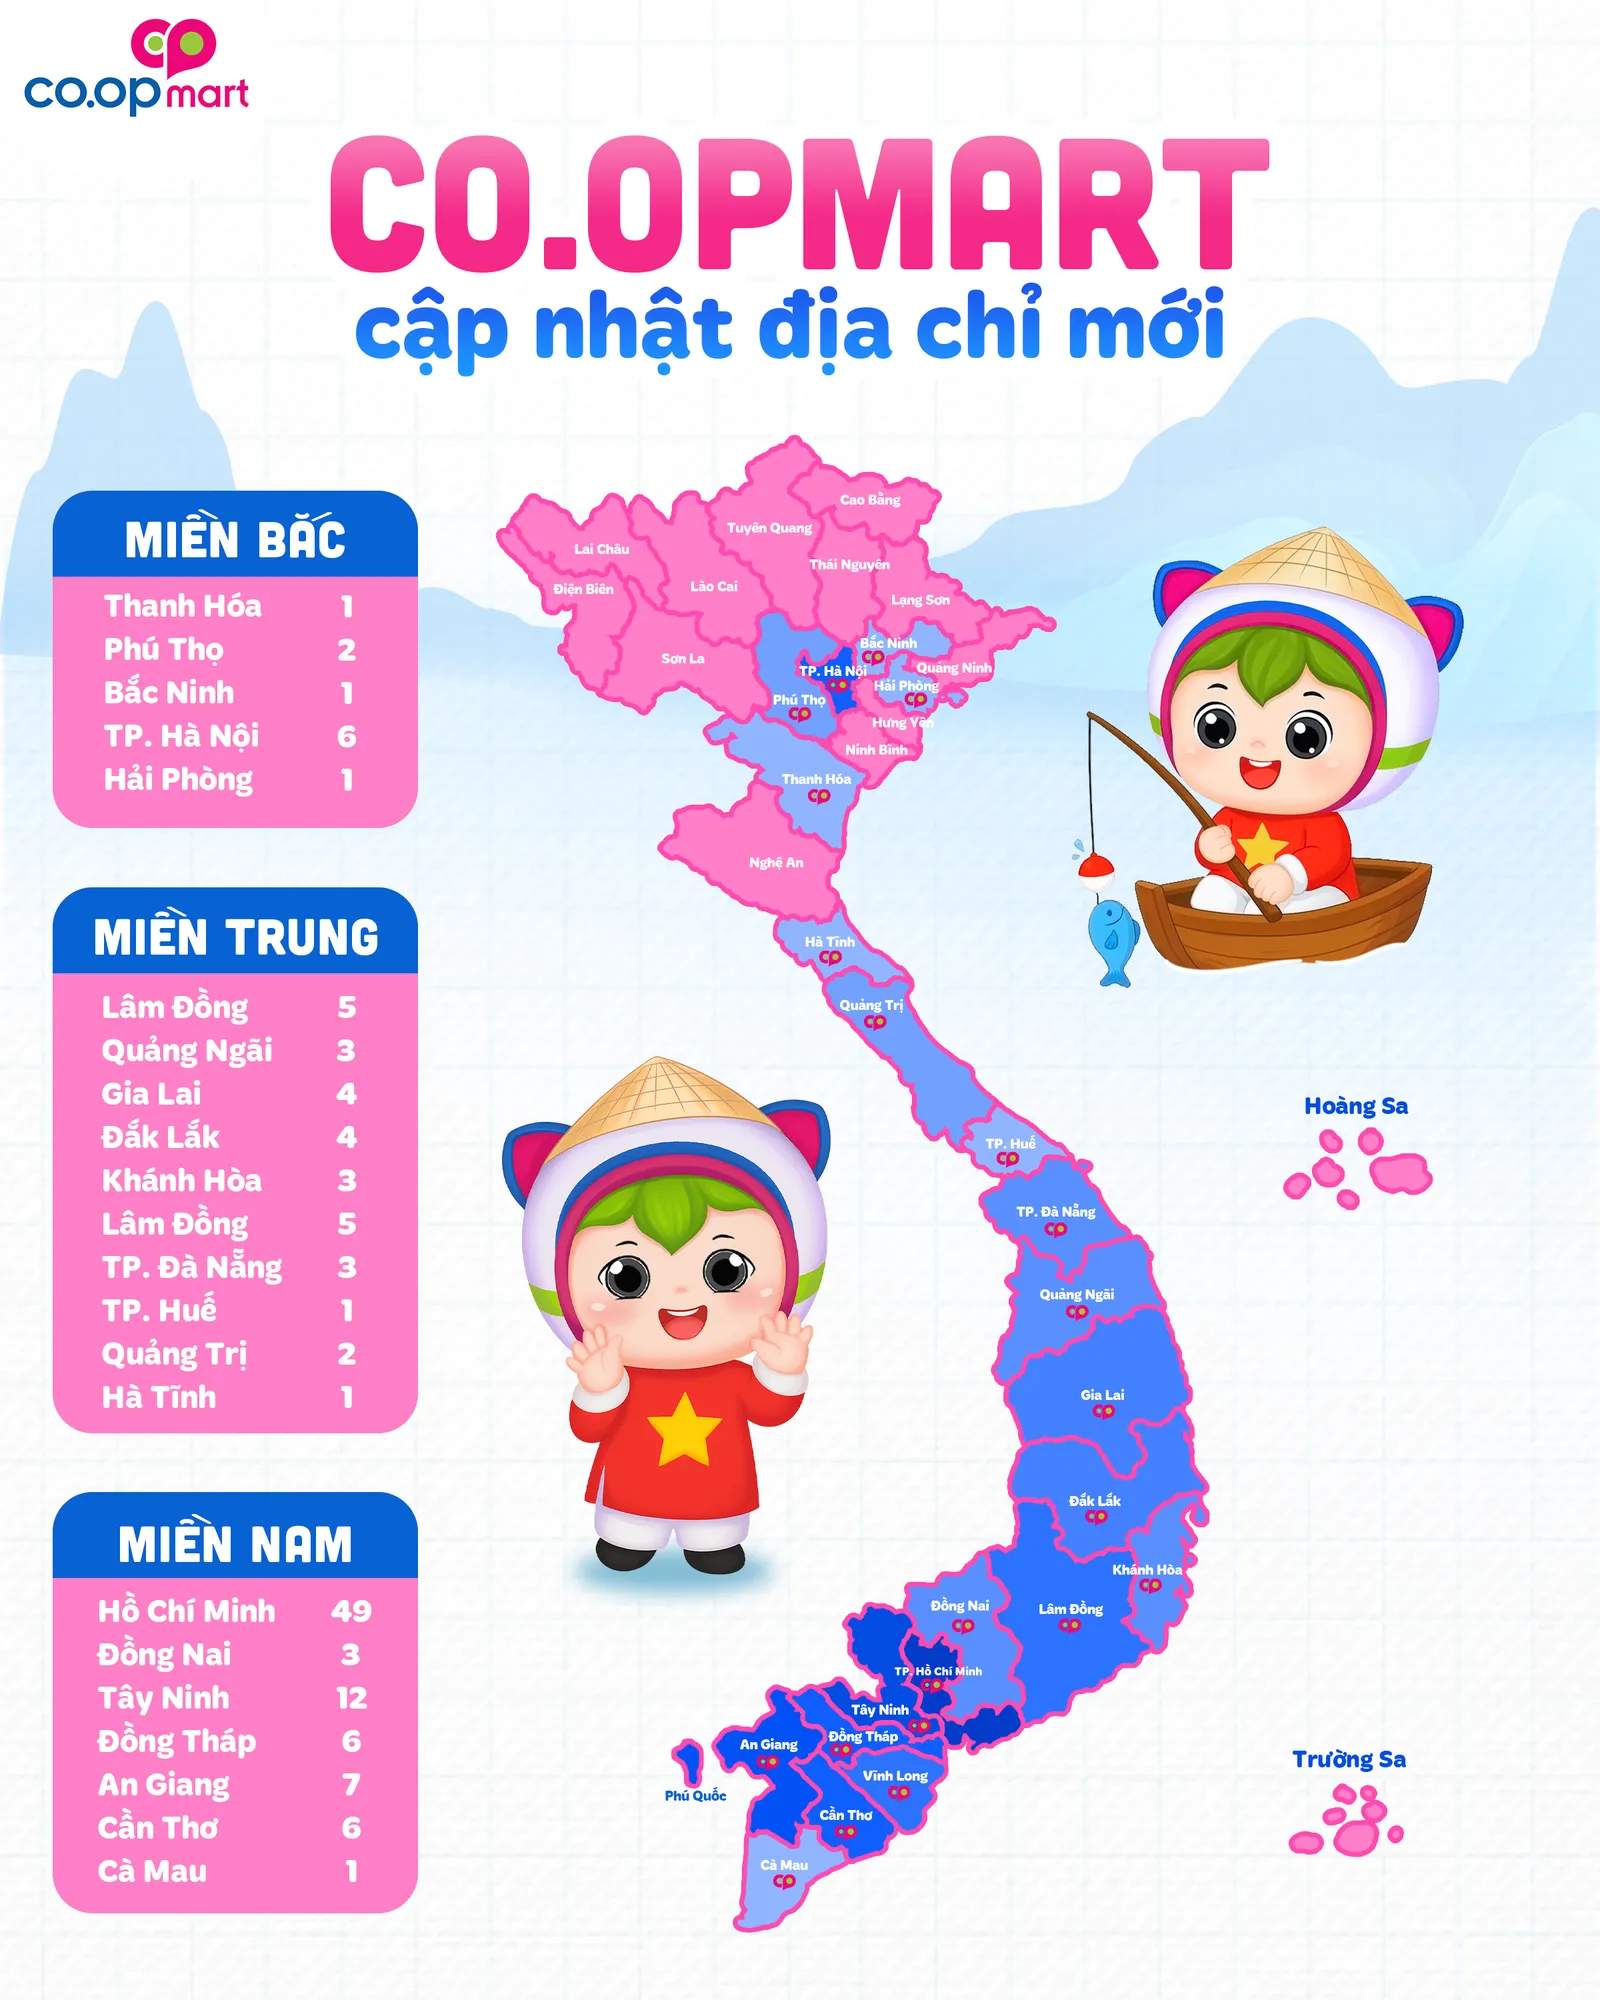 co.op mart
CO.OPMART
cập nhật địa chỉ mới
MIỀN BẮC
Thanh Hóa 1
Phú Thọ 2
Bắc Ninh 1
TP. Hà Nội 6
Hải Phòng 1
MIỀN TRUNG
Lâm Đồng 5
Quảng Ngãi 3
Gia Lai 4
Đắk Lắk 4
Khánh Hòa 3
Lâm Đồng 5
TP. Đà Nẵng 3
TP. Huế 1
Quảng Trị 2
Hà Tĩnh 1
MIỀN NAM
Hồ Chí Minh 49
Đồng Nai 3
Tây Ninh 12
Đồng Tháp 6
An Giang 7
Cần Thơ 6
Cà Mau 1
Cao Bằng
Tuyên Quang
Lai Châu
Thái Nguyên
Điện Biên
Lào Cai
Lạng Sơn
Bắc Ninh
Sơn La
Quảng Ninh
TP. Hà Nội
Hải Phòng
Phú Thọ
Hưng Yên
Ninh Bình
Thanh Hóa
Nghệ An
Hà Tĩnh
Quảng Trị
Hoàng Sa
TP. Huế
TP. Đà Nẵng
Quảng Ngãi
Gia Lai
Đắk Lắk
Khánh Hòa
Đồng Nai
Lâm Đồng
TP. Hồ Chí Minh
Tây Ninh
Đồng Tháp
An Giang
Trường Sa
Vĩnh Long
Phú Quốc
Cần Thơ
Cà Mau